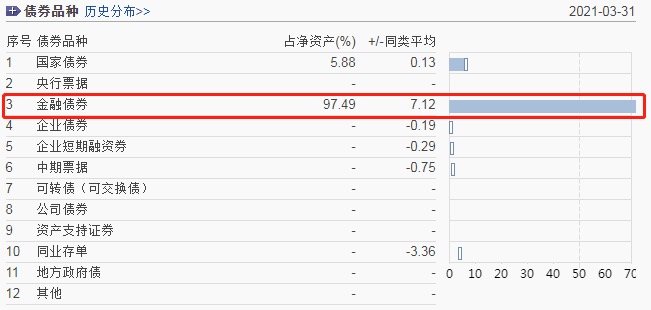 债券品种 历史分布>> 2021-03-31
序号 债券品种 占净资产(%) +/-同类平均
1 国家债券 5.88 0.13
2 央行票据 - -
3 金融债券 97.49 7.12
4 企业债券 - -0.19
5 企业短期融资券 - -0.29
6 中期票据 - -0.75
7 可转债（可交换债） - -
8 公司债券 - -
9 资产支持证券 - -
10 同业存单 - -3.36
11 地方政府债 - -
12 其他 - -
0 10 20 30 40 50 60 70